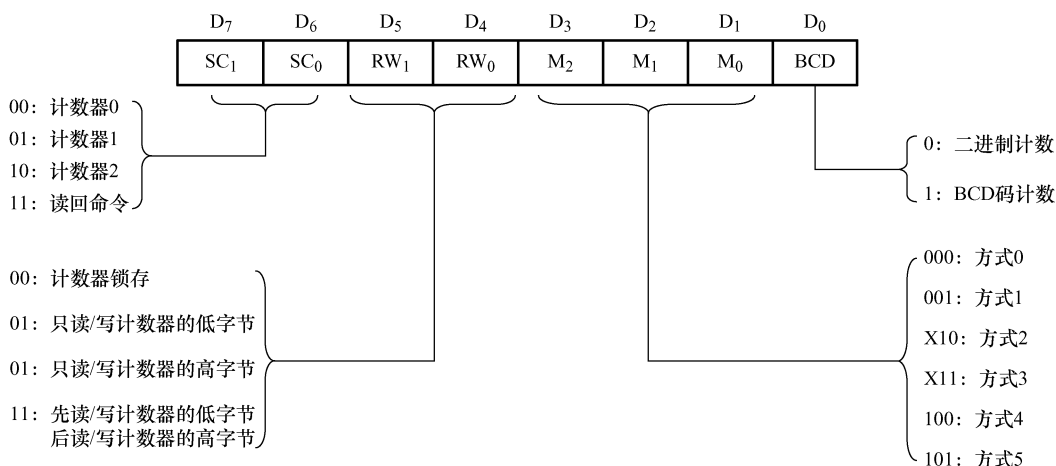 D7 D6 D5 D4 D3 D2 D1 D0
SC1 SC0 RW1 RW0 M2 M1 M0 BCD
00：计数器0
01：计数器1
10：计数器2
11：读回命令
0：二进制计数
1：BCD码计数
00：计数器锁存
01：只读/写计数器的低字节
01：只读/写计数器的高字节
11：先读/写计数器的低字节
后读/写计数器的高字节
000：方式0
001：方式1
X10：方式2
X11：方式3
100：方式4
101：方式5